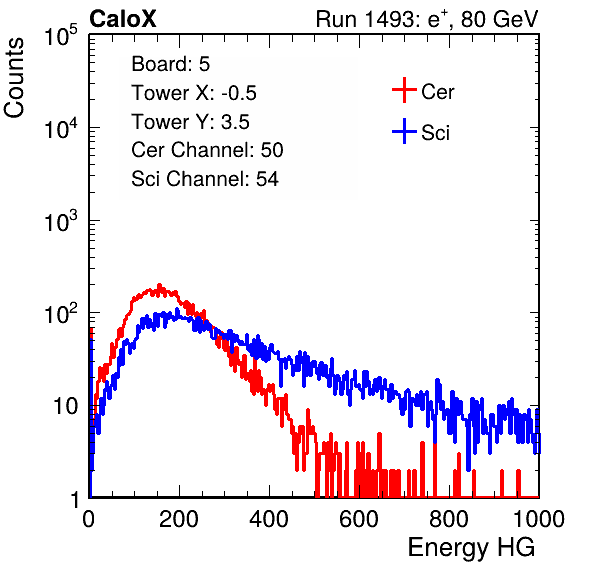 CaloX Run 1493: e⁺, 80 GeV
Board: 5
Tower X: -0.5
Tower Y: 3.5
Cer Channel: 50
Sci Channel: 54
Cer
Sci
Counts
10⁵
10⁴
10³
10²
10
1
0 200 400 600 800 1000
Energy HG